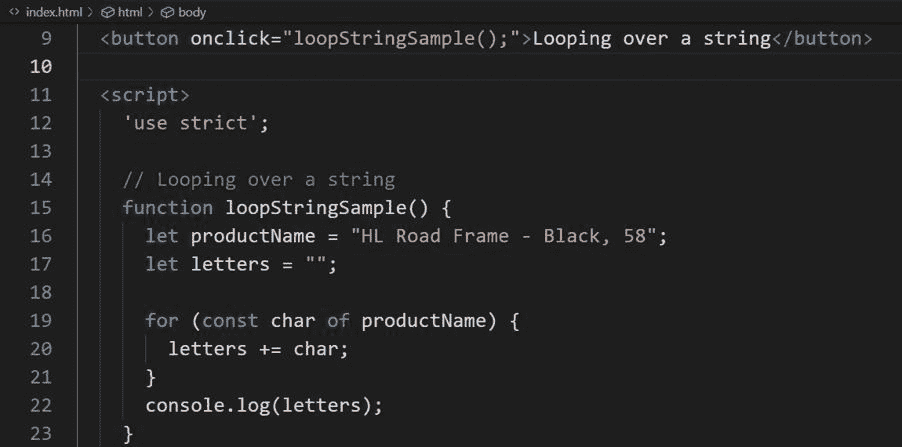 index.html > html > body
9 <button onclick="loopStringSample();">Looping over a string</button>
10
11 <script>
12 'use strict';
13
14 // Looping over a string
15 function loopStringSample() {
16 let productName = "HL Road Frame - Black, 58";
17 let letters = "";
18
19 for (const char of productName) {
20 letters += char;
21 }
22 console.log(letters);
23 }